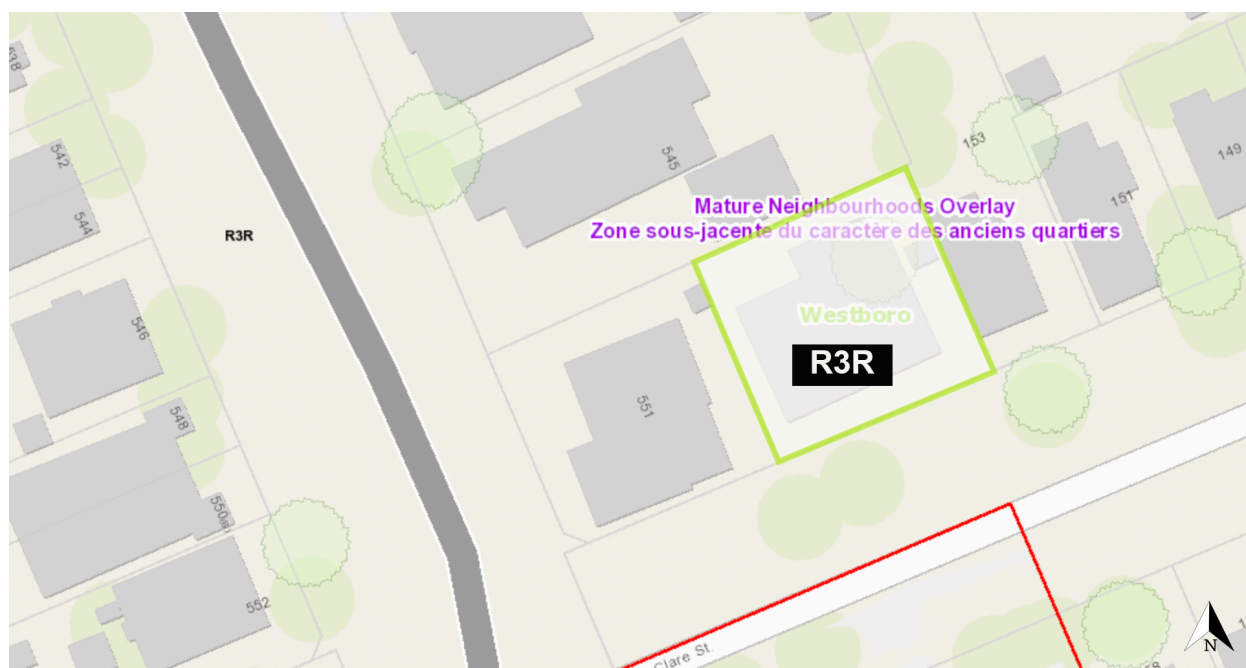 538
542
544
545
153
149
151
Mature Neighbourhoods Overlay
Zone sous-jacente du caractère des anciens quartiers
R3R
546
Westboro
R3R
551
548
552
Clare St.
N